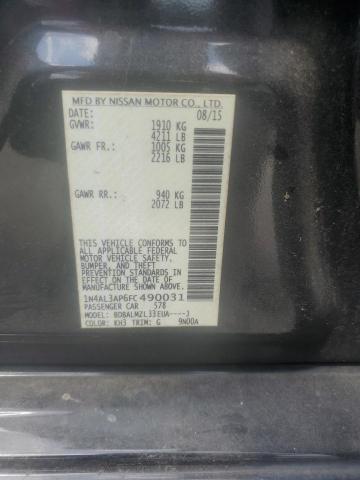 MFD BY NISSAN MOTOR CO., LTD.
DATE: 08/15
GVWR: 1910 KG
4211 LB
GAWR FR.: 1005 KG
2216 LB
GAWR RR.: 940 KG
2072 LB
THIS VEHICLE CONFORMS TO ALL
APPLICABLE FEDERAL MOTOR VEHICLE
SAFETY, BUMPER, AND THEFT
PREVENTION STANDARDS IN EFFECT ON
THE DATE OF MANUFACTURE SHOWN
ABOVE.
1N4AL3AP6FC490031
PASSENGER CAR 578
MODEL: BDBALMZL33EUA----J
COLOR: KH3 TRIM: G 9N00A